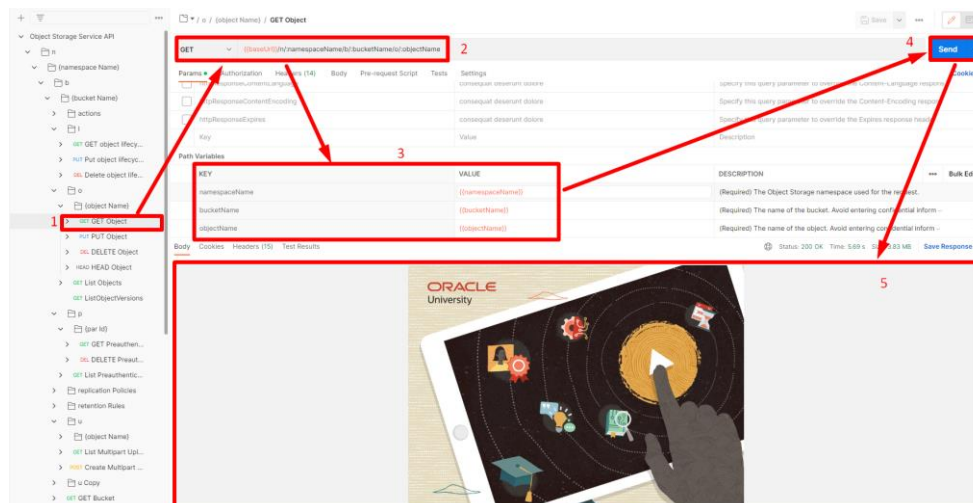 / o / {object Name} / GET Object
Save
Object Storage Service API
n
{namespace Name}
b
{bucket Name}
actions
l
GET GET object lifecy...
PUT Put object lifecyc...
DEL Delete object life...
o
{object Name}
1
GET GET Object
PUT PUT Object
DEL DELETE Object
HEAD HEAD Object
GET List Objects
GET ListObjectVersions
p
{par Id}
GET GET Preauthen...
DEL DELETE Preaut...
GET List Preauthentic...
replication Policies
retention Rules
u
{object Name}
GET List Multipart Upl...
POST Create Multipart ...
u Copy
GET GET Bucket
GET {{baseUrl}}/n/:namespaceName/b/:bucketName/o/:objectName
2
4
Send
Params Authorization Headers (14) Body Pre-request Script Tests Settings Cookie
httpResponseContentLanguage consequat deserunt dolore Specify this query parameter to override the Content-Language response
httpResponseContentEncoding consequat deserunt dolore Specify this query parameter to override the Content-Encoding
httpResponseExpires consequat deserunt dolore Specify this query parameter to override the Expires response
Key Value Description
3
Path Variables
KEY VALUE DESCRIPTION Bulk Ed
namespaceName {{namespaceName}} (Required) The Object Storage namespace used for the request.
bucketName {{bucketName}} (Required) The name of the bucket. Avoid entering confidential inform
objectName {{objectName}} (Required) The name of the object. Avoid entering confidential inform
Body Cookies Headers (15) Test Results Status: 200 OK Time: 5.69 s 3.83 MB Save Response
5
ORACLE
University